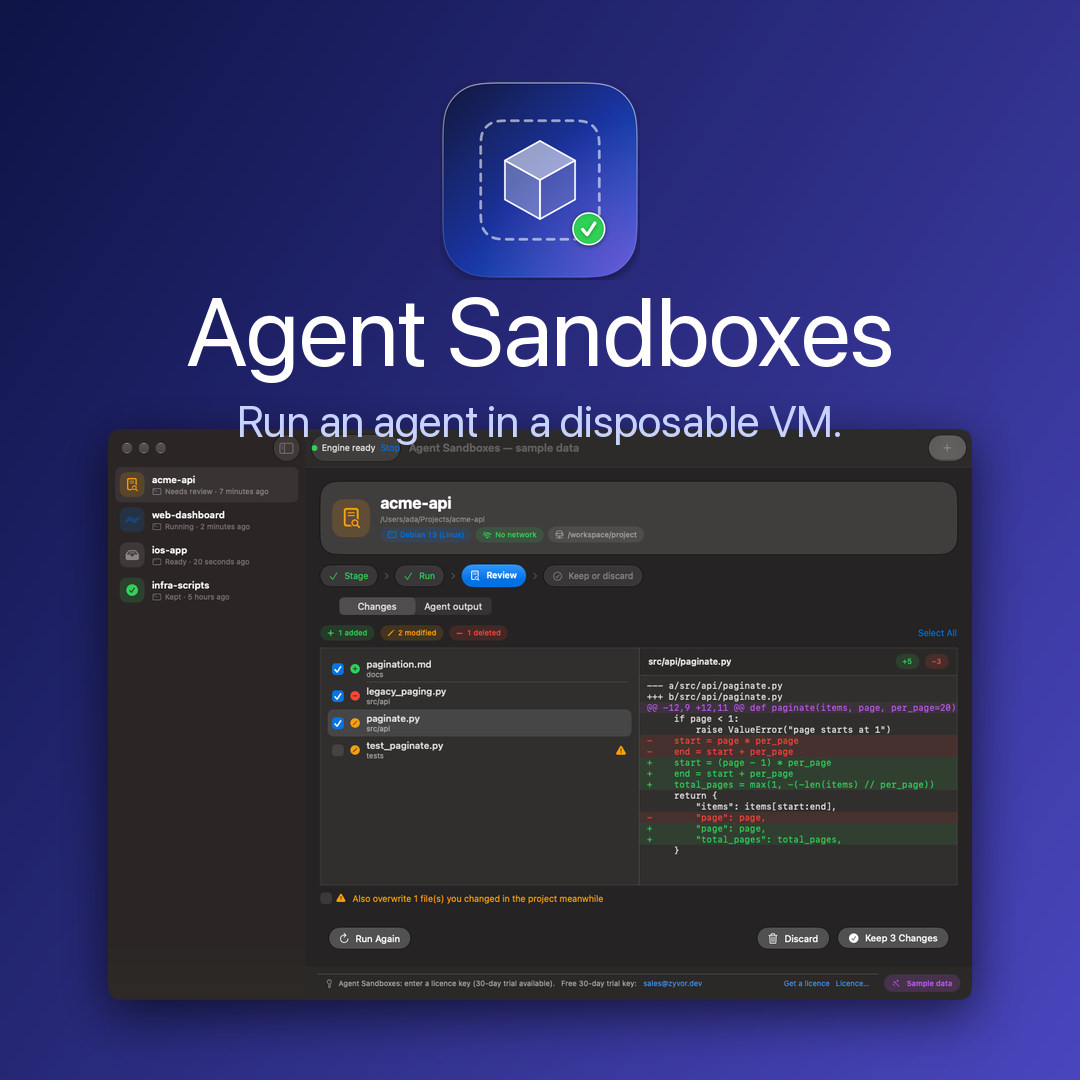 Agent Sandboxes
Run an agent in a disposable VM.
Engine ready Stop Agent Sandboxes — sample data
acme-api
Needs review · 7 minutes ago
web-dashboard
Running · 2 minutes ago
ios-app
Ready · 20 seconds ago
infra-scripts
Kept · 5 hours ago
acme-api
/Users/ada/Projects/acme-api
Debian 13 (Linux) No network /workspace/project
Stage Run Review Keep or discard
Changes Agent output
+ 1 added 2 modified − 1 deleted Select All
pagination.md
docs
legacy_paging.py
src/api
paginate.py
src/api
test_paginate.py
tests
src/api/paginate.py +5 −3
--- a/src/api/paginate.py
+++ b/src/api/paginate.py
@@ -12,9 +12,11 @@ def paginate(items, page, per_page=20)
    if page < 1:
        raise ValueError("page starts at 1")
-    start = page * per_page
-    end = start + per_page
+    start = (page - 1) * per_page
+    end = start + per_page
+    total_pages = max(1, -(-len(items) // per_page))
    return {
        "items": items[start:end],
-        "page": page,
+        "page": page,
+        "total_pages": total_pages,
    }
Also overwrite 1 file(s) you changed in the project meanwhile
Run Again Discard Keep 3 Changes
Agent Sandboxes: enter a licence key (30-day trial available). Free 30-day trial key: sales@zyvor.dev Get a licence Licence... Sample data